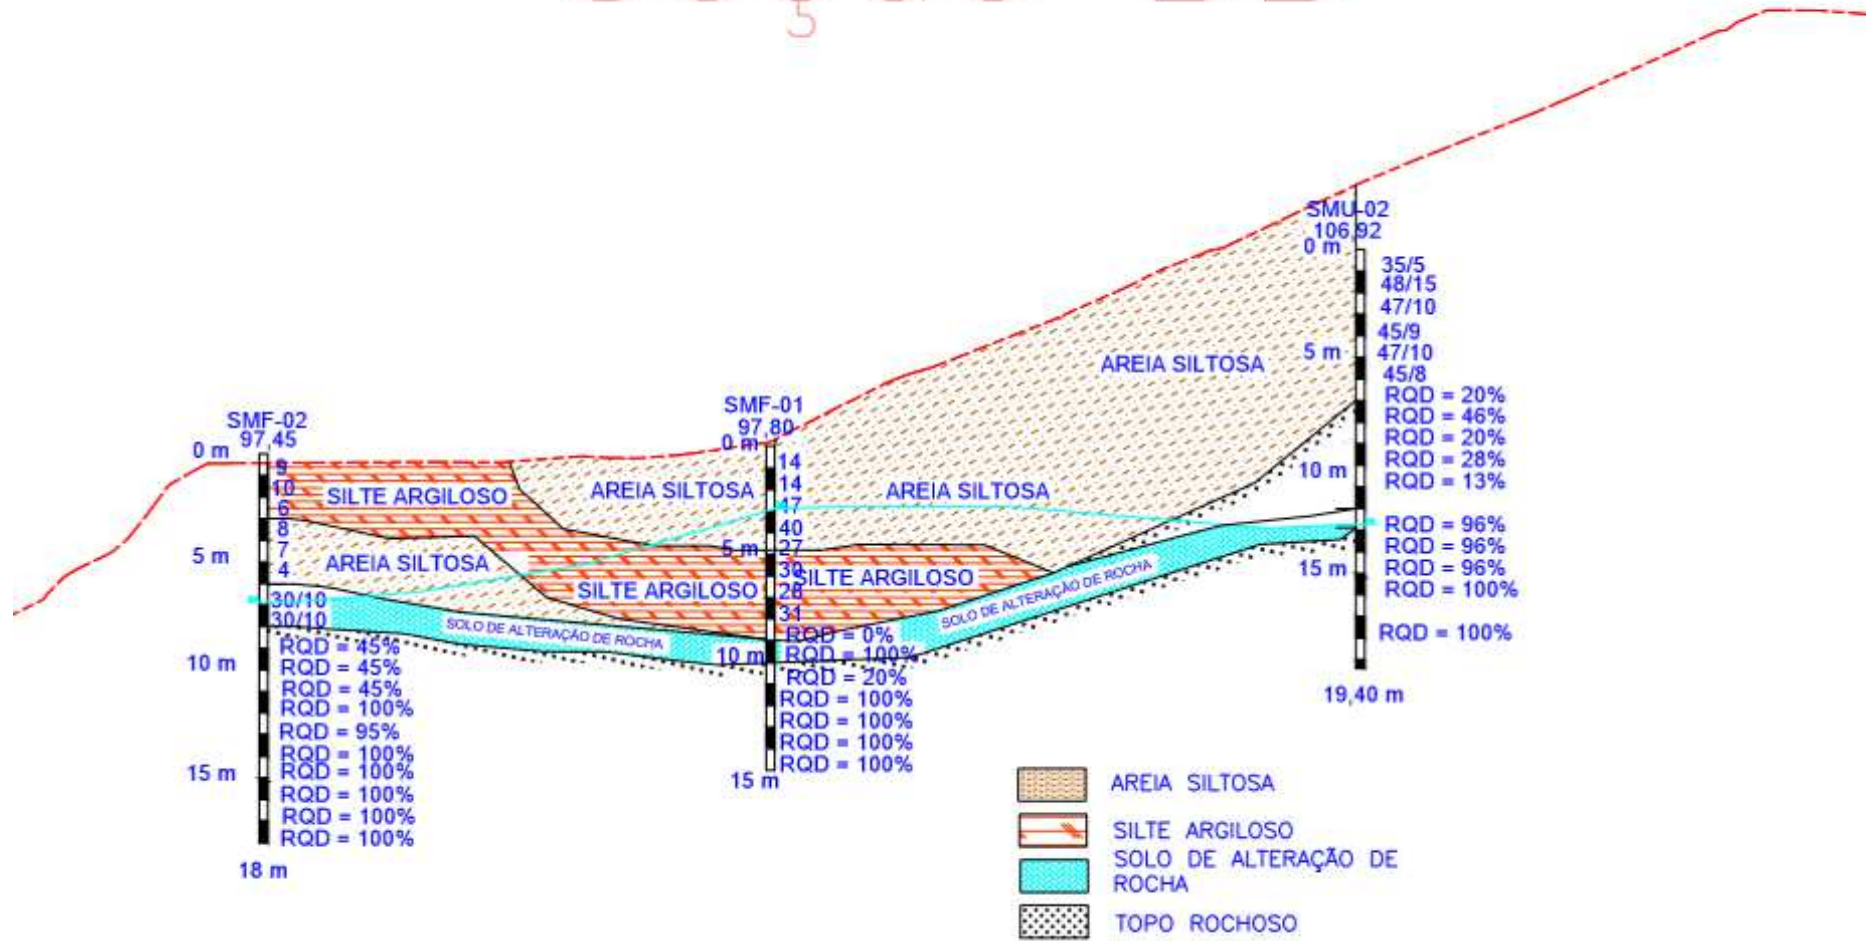 5
SMU-02
106,92
0 m
35/5
48/15
47/10
45/9
5 m
47/10
45/8
AREIA SILTOSA
RQD = 20%
RQD = 46%
RQD = 20%
RQD = 28%
10 m
RQD = 13%
RQD = 96%
RQD = 96%
15 m
RQD = 96%
RQD = 100%
RQD = 100%
19,40 m
SMF-02
97,45
0 m
9
10
6
8
7
4
5 m
30/10
30/10
RQD = 45%
10 m
RQD = 45%
RQD = 45%
RQD = 100%
RQD = 95%
RQD = 100%
15 m
RQD = 100%
RQD = 100%
RQD = 100%
RQD = 100%
18 m
SILTE ARGILOSO
AREIA SILTOSA
SMF-01
97,80
0 m
14
14
17
40
5 m
27
30
28
31
RQD = 0%
10 m
RQD = 100%
RQD = 20%
RQD = 100%
RQD = 100%
RQD = 100%
RQD = 100%
15 m
AREIA SILTOSA
AREIA SILTOSA
SILTE ARGILOSO
SILTE ARGILOSO
SOLO DE ALTERAÇÃO DE ROCHA
SOLO DE ALTERAÇÃO DE ROCHA
AREIA SILTOSA
SILTE ARGILOSO
SOLO DE ALTERAÇÃO DE
ROCHA
TOPO ROCHOSO